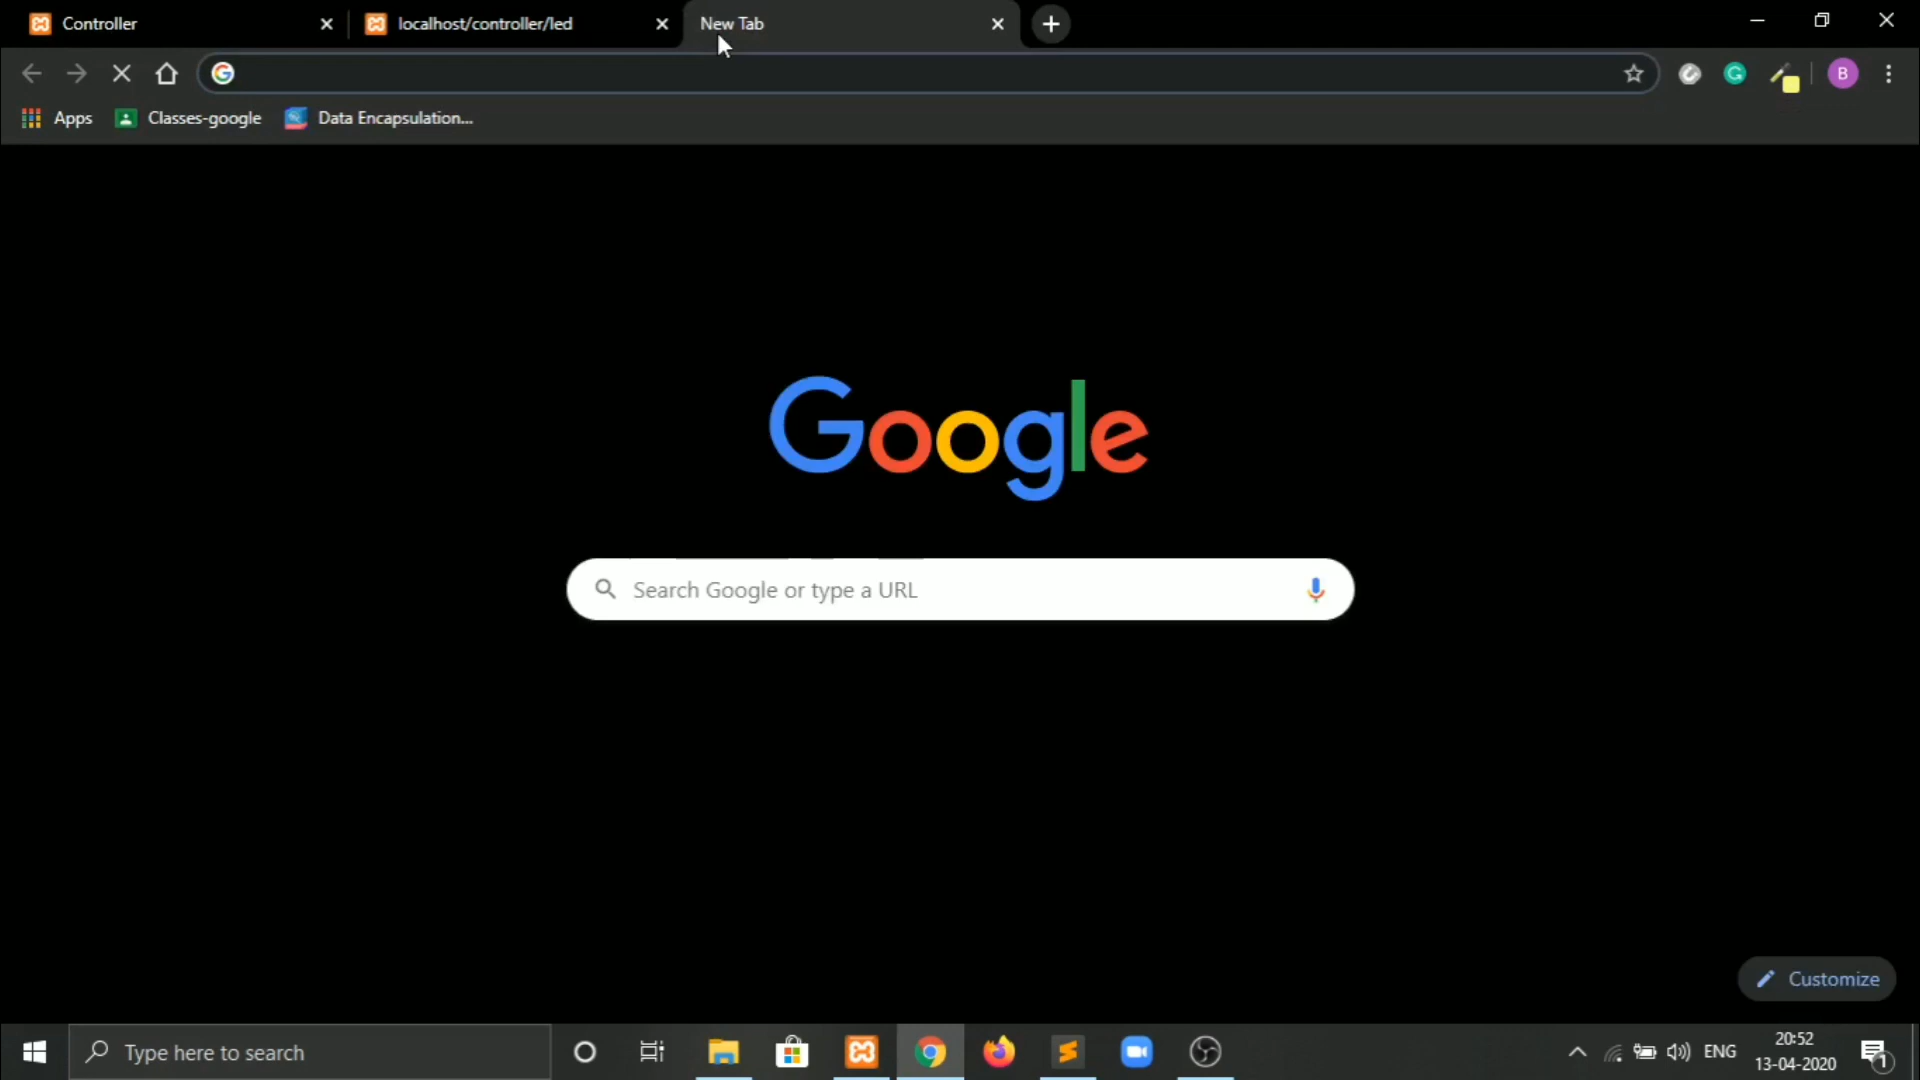 Controller
localhost/controller/led
New Tab
B
Apps
Classes-google
Data Encapsulation...
Google
Search Google or type a URL
Customize
Type here to search
ENG
20:52
13-04-2020
1